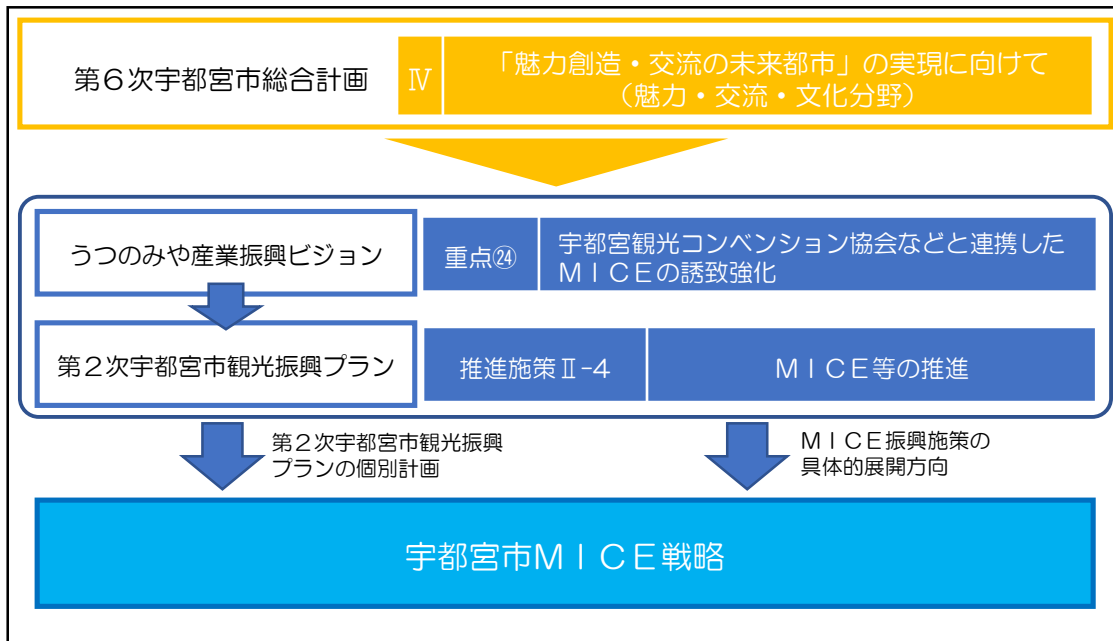 第6次宇都宮市総合計画
Ⅳ
「魅力創造・交流の未来都市」の実現に向けて
（魅力・交流・文化分野）
うつのみや産業振興ビジョン
重点㉔
宇都宮観光コンベンション協会などと連携した
ＭＩＣＥの誘致強化
第２次宇都宮市観光振興プラン
推進施策Ⅱ-4
ＭＩＣＥ等の推進
第２次宇都宮市観光振興
プランの個別計画
ＭＩＣＥ振興施策の
具体的展開方向
宇都宮市ＭＩＣＥ戦略